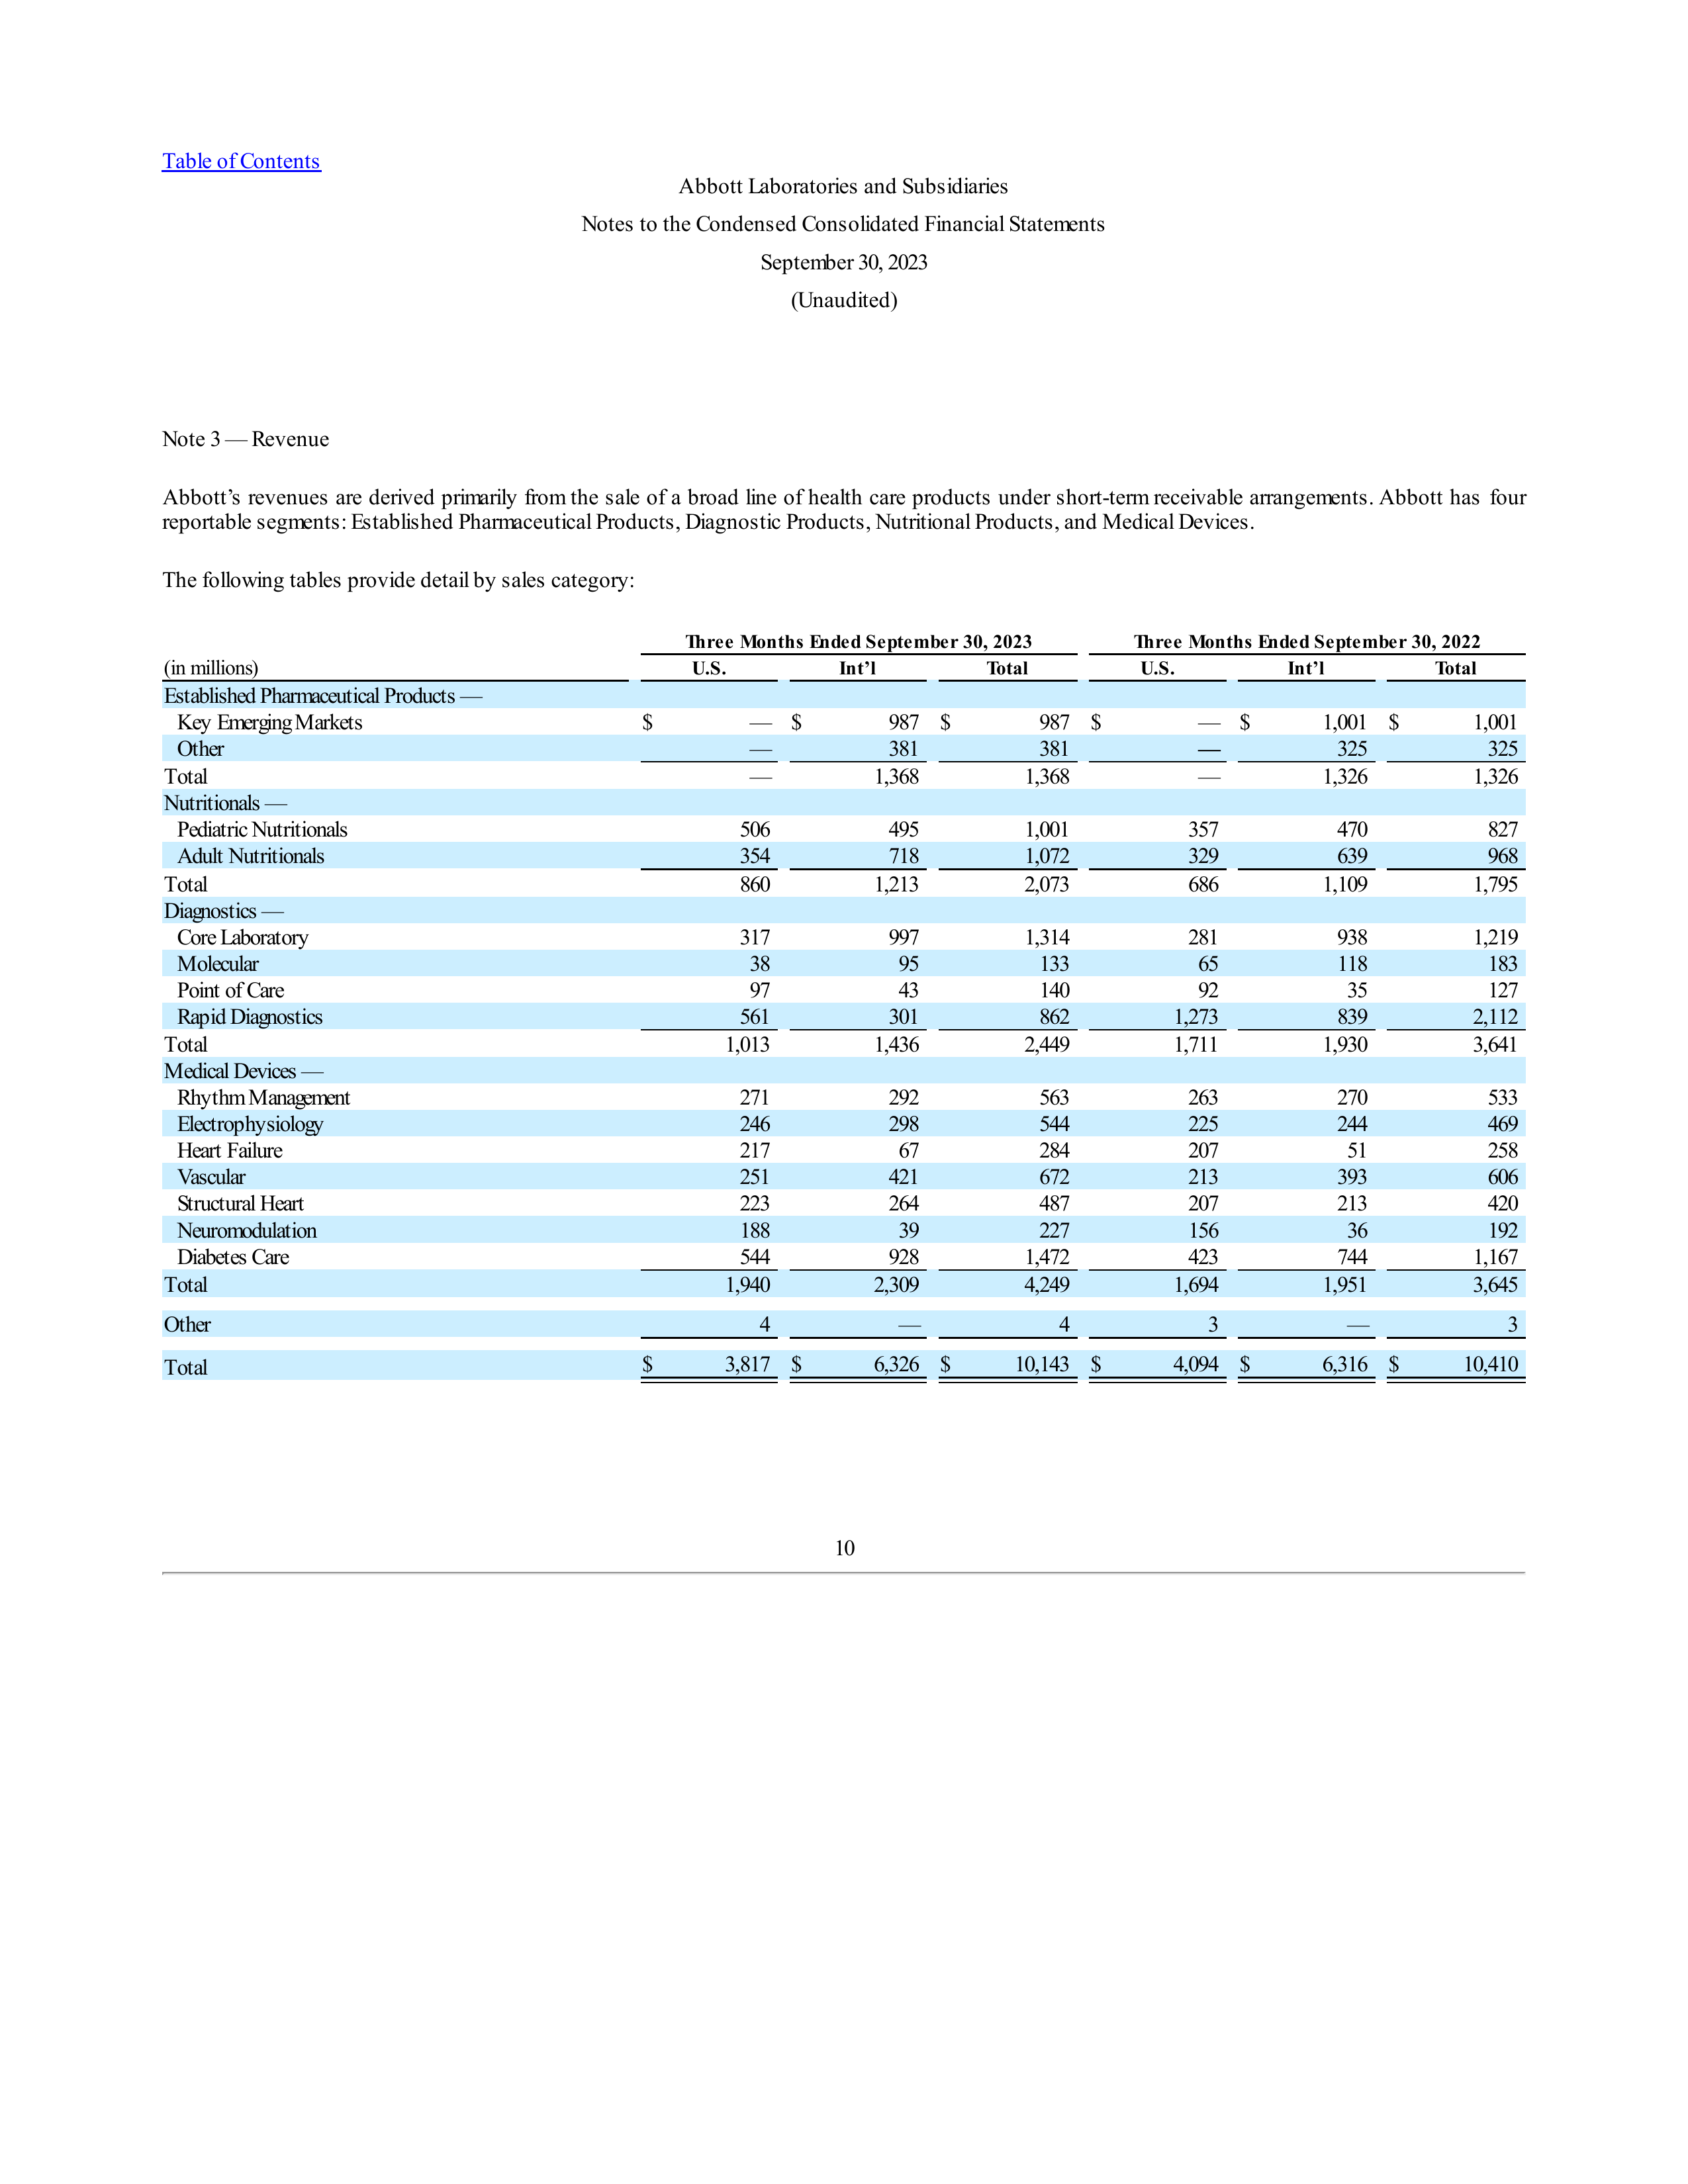 Table of Contents
Abbott Laboratories and Subsidiaries
Notes to the Condensed Consolidated Financial Statements
September 30, 2023
(Unaudited)
Note 3 — Revenue
Abbott’s revenues are derived primarily from the sale of a broad line of health care products under short-term receivable arrangements. Abbott has four
reportable segments: Established Pharmaceutical Products, Diagnostic Products, Nutritional Products, and Medical Devices.
The following tables provide detail by sales category:
Three Months Ended September 30, 2023 Three Months Ended September 30, 2022
(in millions) U.S. Int’l Total U.S. Int’l Total
Established Pharmaceutical Products —
Key Emerging Markets $ — $ 987 $ 987 $ — $ 1,001 $ 1,001
Other — 381 381 — 325 325
Total — 1,368 1,368 — 1,326 1,326
Nutritionals —
Pediatric Nutritionals 506 495 1,001 357 470 827
Adult Nutritionals 354 718 1,072 329 639 968
Total 860 1,213 2,073 686 1,109 1,795
Diagnostics —
Core Laboratory 317 997 1,314 281 938 1,219
Molecular 38 95 133 65 118 183
Point of Care 97 43 140 92 35 127
Rapid Diagnostics 561 301 862 1,273 839 2,112
Total 1,013 1,436 2,449 1,711 1,930 3,641
Medical Devices —
Rhythm Management 271 292 563 263 270 533
Electrophysiology 246 298 544 225 244 469
Heart Failure 217 67 284 207 51 258
Vascular 251 421 672 213 393 606
Structural Heart 223 264 487 207 213 420
Neuromodulation 188 39 227 156 36 192
Diabetes Care 544 928 1,472 423 744 1,167
Total 1,940 2,309 4,249 1,694 1,951 3,645
Other 4 — 4 3 — 3
Total $ 3,817 $ 6,326 $ 10,143 $ 4,094 $ 6,316 $ 10,410
10